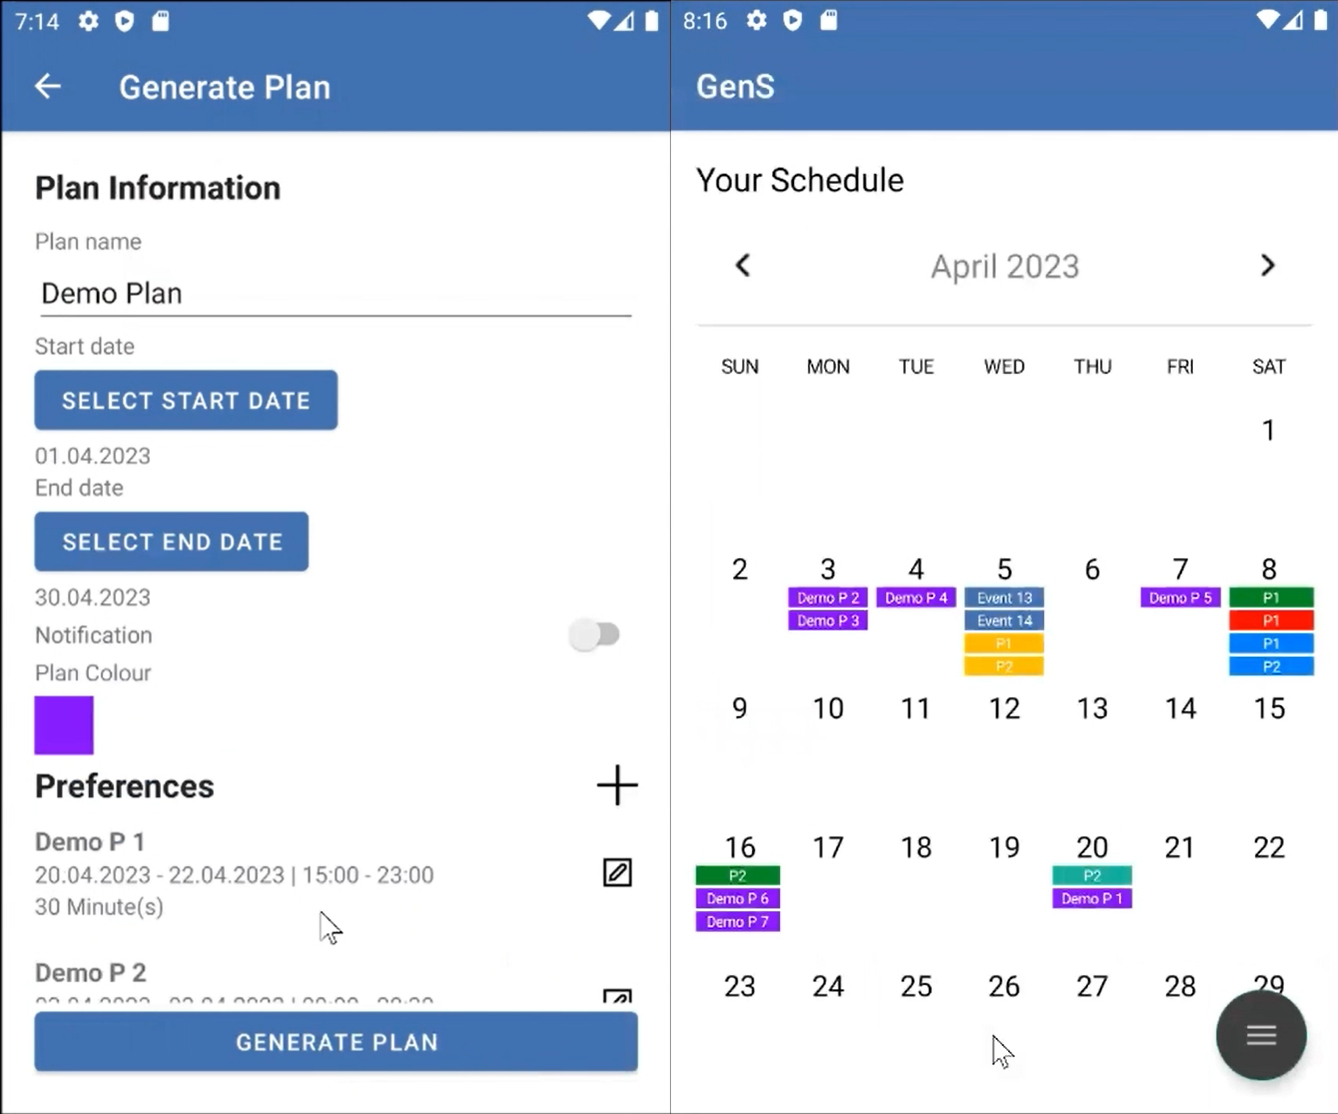 7:14
Generate Plan
Plan Information
Plan name
Demo Plan
Start date
SELECT START DATE
01.04.2023
End date
SELECT END DATE
30.04.2023
Notification
Plan Colour
Preferences
Demo P 1
20.04.2023 - 22.04.2023 | 15:00 - 23:00
30 Minute(s)
Demo P 2
GENERATE PLAN
8:16
GenS
Your Schedule
April 2023
SUN MON TUE WED THU FRI SAT
1
2 3 4 5 6 7 8
Demo P 2 Demo P 4 Event 13 Demo P 5 P1
Demo P 3 Event 14 P1
P1 P1
P2 P2
9 10 11 12 13 14 15
16 17 18 19 20 21 22
P2 P2
Demo P 6 Demo P 1
Demo P 7
23 24 25 26 27 28 29